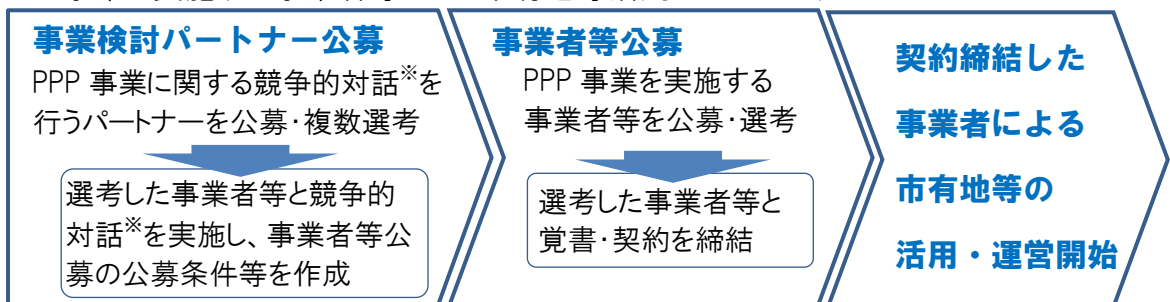 事業検討パートナー公募
PPP 事業に関する競争的対話※を
行うパートナーを公募・複数選考
選考した事業者等と競争的
対話※を実施し、事業者等公
募の公募条件等を作成
事業者等公募
PPP 事業を実施する
事業者等を公募・選考
選考した事業者等と
覚書・契約を締結
契約締結した
事業者による
市有地等の
活用・運営開始